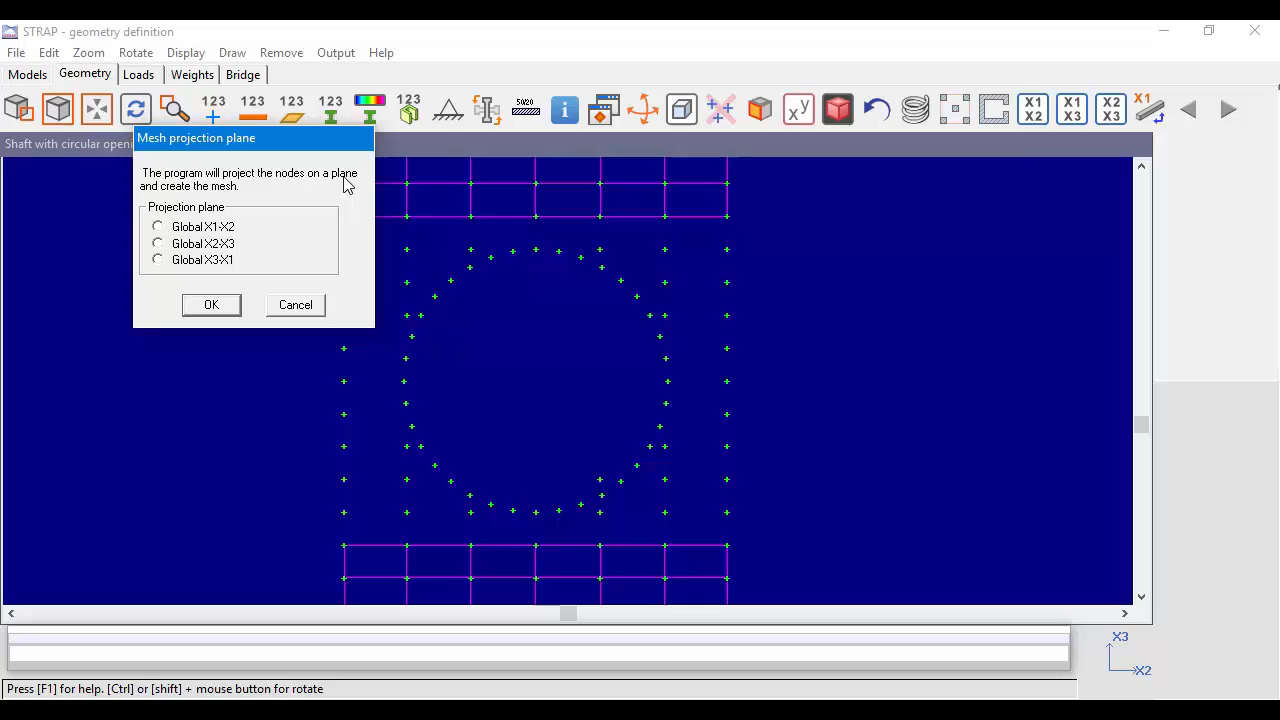 STRAP - geometry definition
File Edit Zoom Rotate Display Draw Remove Output Help
Models Geometry Loads Weights Bridge
123 123 123 123 123 50/20 i xy X1 X2 X1 X3 X2 X3 X1
Shaft with circular openi
Mesh projection plane
The program will project the nodes on a plane
and create the mesh.
Projection plane
Global X1-X2
Global X2-X3
Global X3-X1
OK Cancel
X3
X2
Press [F1] for help. [Ctrl] or [shift] + mouse button for rotate